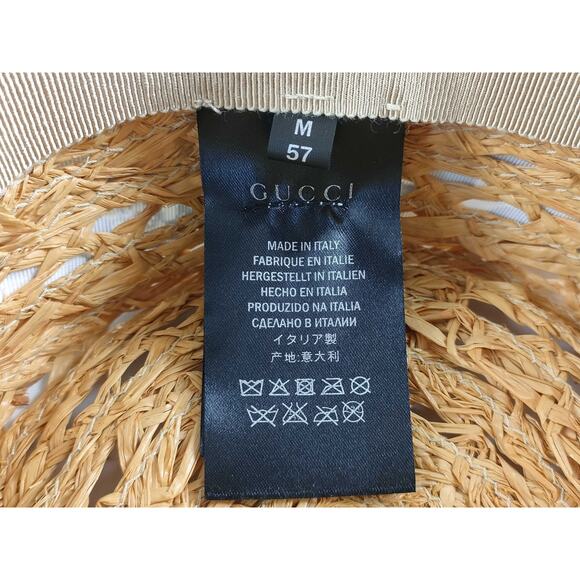 M
57
GUCCI
MADE IN ITALY
FABRIQUE EN ITALIE
HERGESTELLT IN ITALIEN
HECHO EN ITALIA
PRODUZIDO NA ITALIA
СДЕЛАНО В ИТАЛИИ
イタリア製
产地:意大利